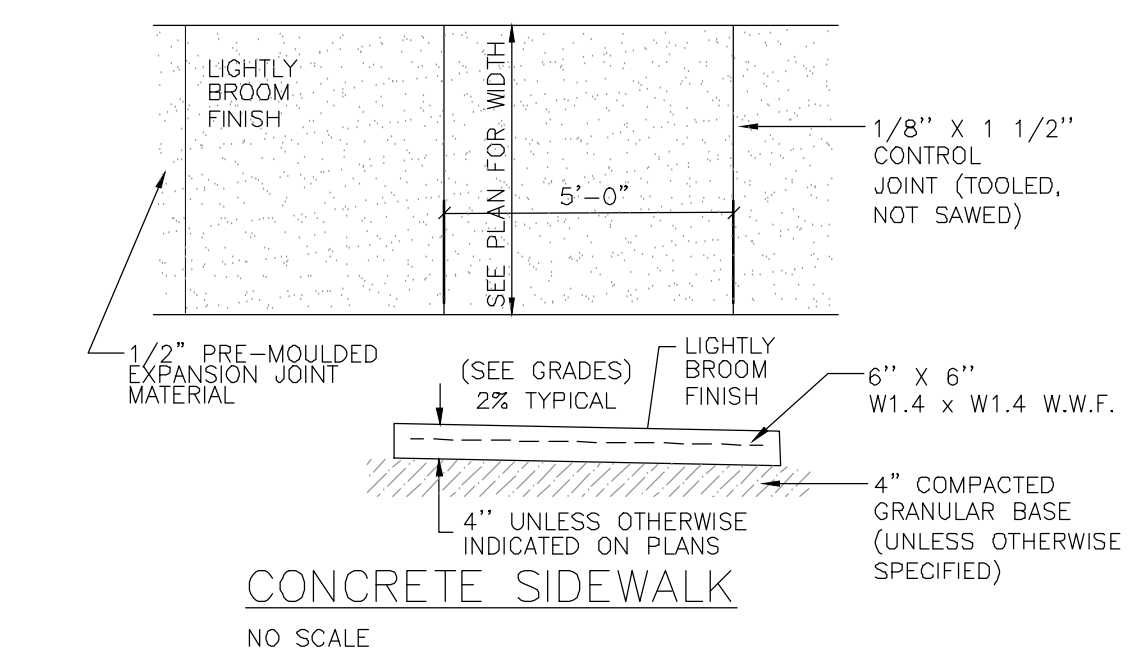 LIGHTLY
BROOM
FINISH
SEE PLAN FOR WIDTH
5'-0"
1/8'' X 1 1/2''
CONTROL
JOINT (TOOLED,
NOT SAWED)
1/2" PRE-MOULDED
EXPANSION JOINT
MATERIAL
(SEE GRADES)
2% TYPICAL
LIGHTLY
BROOM
FINISH
6'' X 6''
W1.4 x W1.4 W.W.F.
4" COMPACTED
GRANULAR BASE
(UNLESS OTHERWISE
SPECIFIED)
4'' UNLESS OTHERWISE
INDICATED ON PLANS
CONCRETE SIDEWALK
NO SCALE